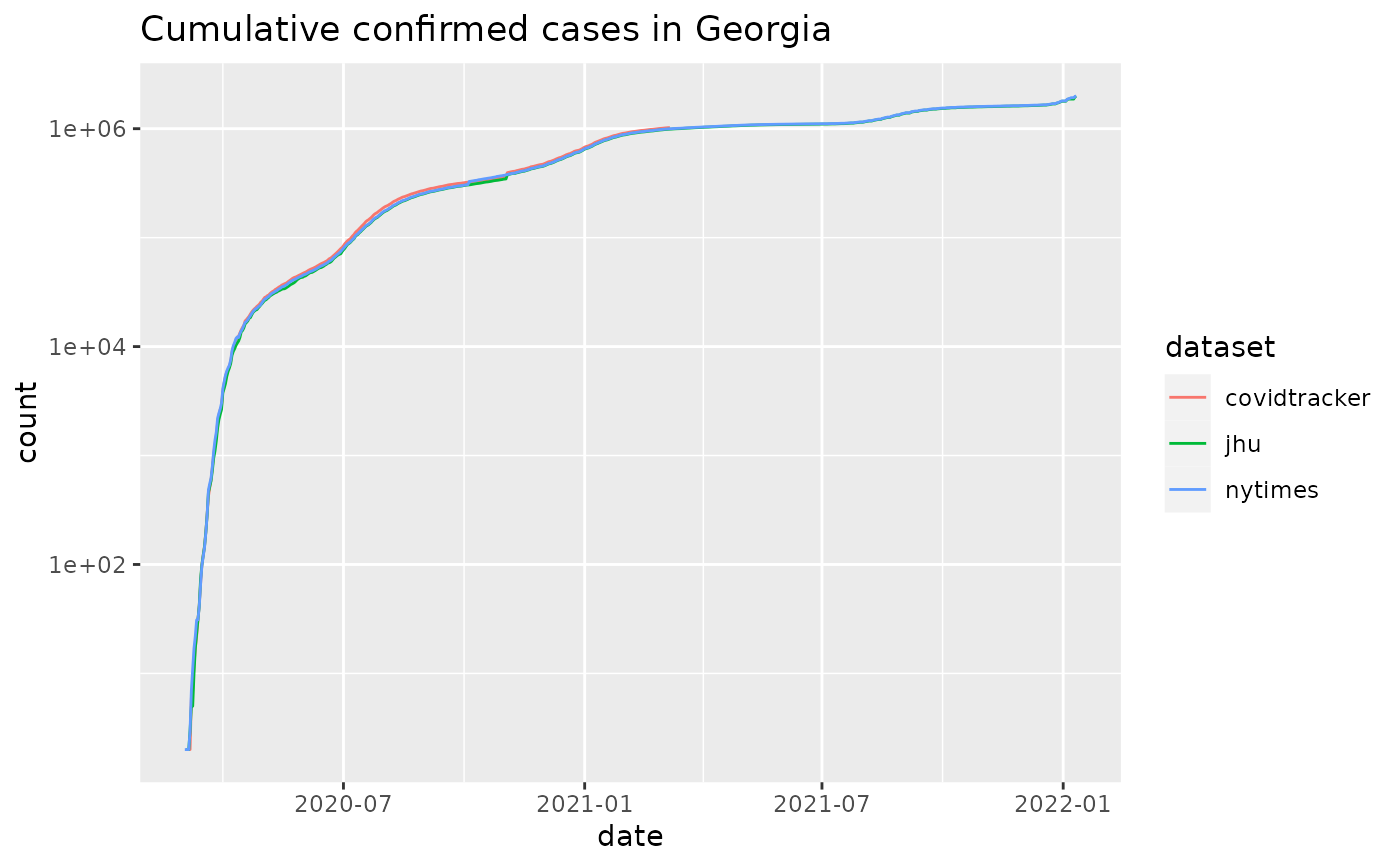 Cumulative confirmed cases in Georgia
1e+06
1e+04
1e+02
count
2020-07
2021-01
2021-07
2022-01
date
dataset
covidtracker
jhu
nytimes